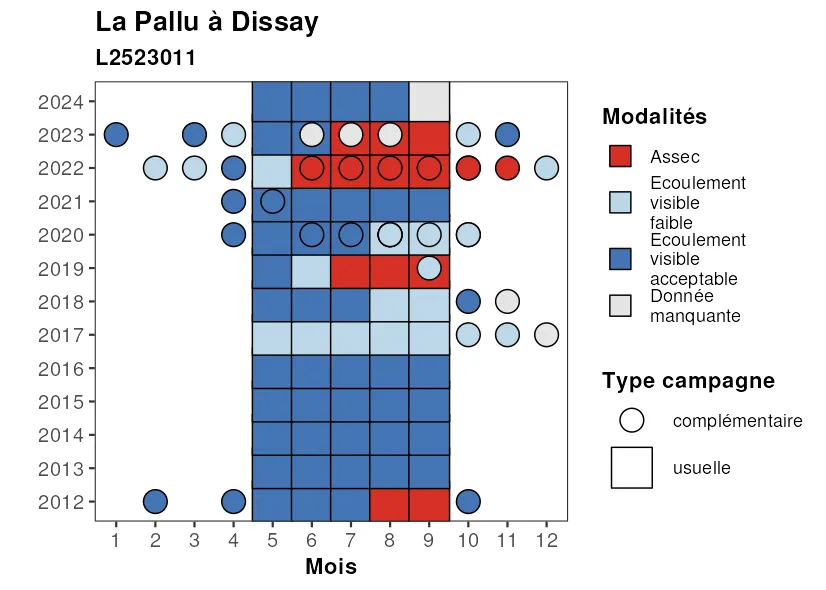 La Pallu à Dissay
L2523011
2024
2023
2022
2021
2020
2019
2018
2017
2016
2015
2014
2013
2012
1 2 3 4 5 6 7 8 9 10 11 12
Mois
Modalités
Assec
Ecoulement
visible
faible
Ecoulement
visible
acceptable
Donnée
manquante
Type campagne
complémentaire
usuelle